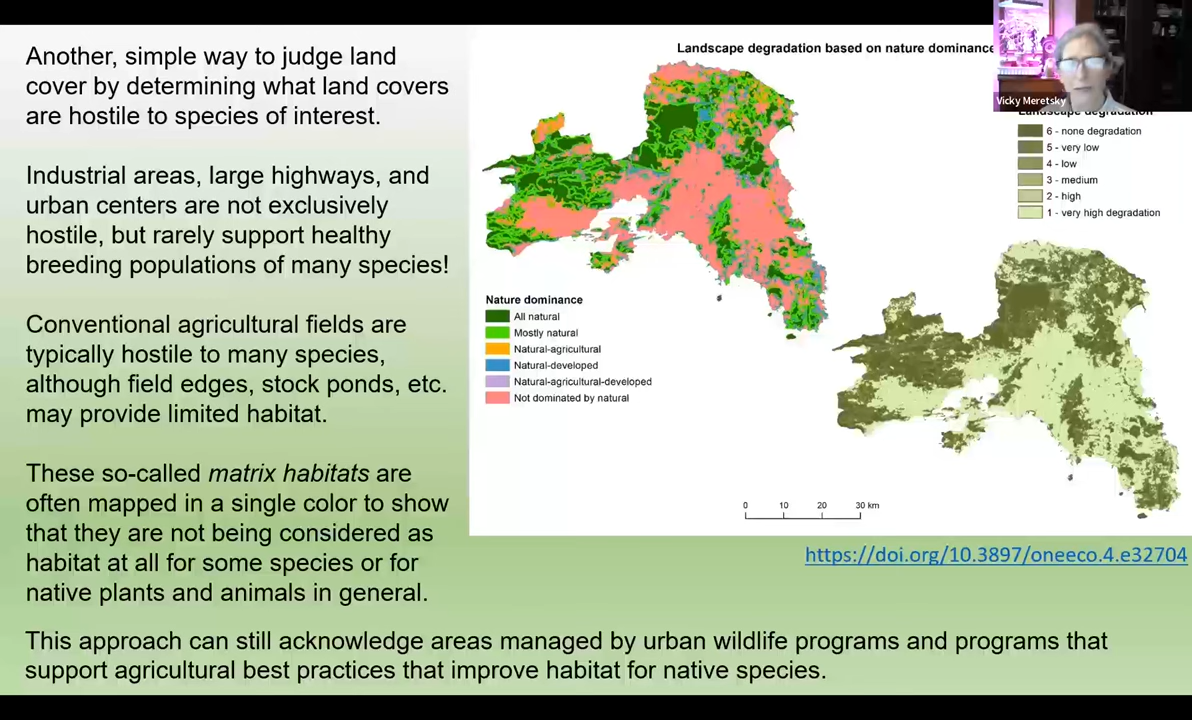 Another, simple way to judge land
cover by determining what land covers
are hostile to species of interest.
Industrial areas, large highways, and
urban centers are not exclusively
hostile, but rarely support healthy
breeding populations of many species!
Conventional agricultural fields are
typically hostile to many species,
although field edges, stock ponds, etc.
may provide limited habitat.
These so-called matrix habitats are
often mapped in a single color to show
that they are not being considered as
habitat at all for some species or for
native plants and animals in general.
This approach can still acknowledge areas managed by urban wildlife programs and programs that
support agricultural best practices that improve habitat for native species.
Landscape degradation based on nature dominance
Vicky Meretsky
Landscape degradation
6 - none degradation
5 - very low
4 - low
3 - medium
2 - high
1 - very high degradation
Nature dominance
All natural
Mostly natural
Natural-agricultural
Natural-developed
Natural-agricultural-developed
Not dominated by natural
0 10 20 30 km
https://doi.org/10.3897/oneeco.4.e32704